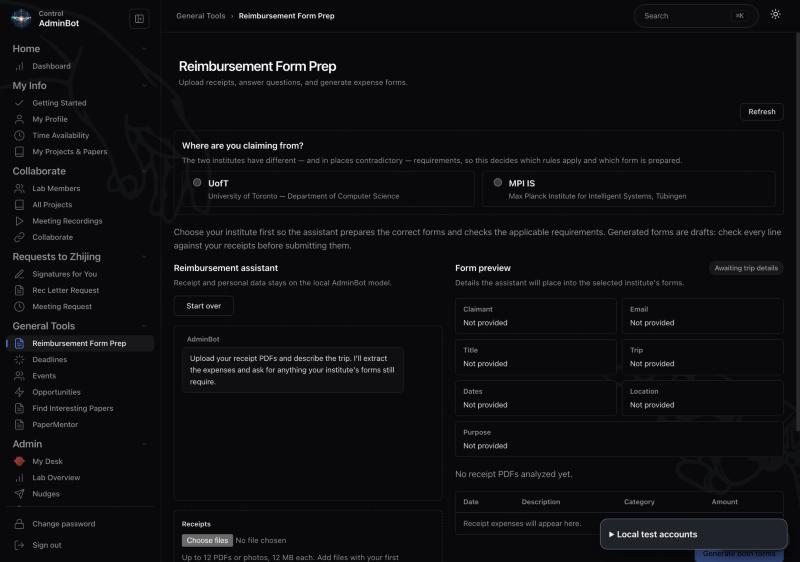 Control
AdminBot
General Tools › Reimbursement Form Prep
Search
⌘K
Home
Dashboard
My Info
Getting Started
My Profile
Time Availability
My Projects & Papers
Collaborate
Lab Members
All Projects
Meeting Recordings
Collaborate
Requests to Zhijing
Signatures for You
Rec Letter Request
Meeting Request
General Tools
Reimbursement Form Prep
Deadlines
Events
Opportunities
Find Interesting Papers
PaperMentor
Admin
My Desk
Lab Overview
Nudges
Change password
Sign out
Reimbursement Form Prep
Upload receipts, answer questions, and generate expense forms.
Refresh
Where are you claiming from?
The two institutes have different — and in places contradictory — requirements, so this decides which rules apply and which form is prepared.
UofT
University of Toronto — Department of Computer Science
MPI IS
Max Planck Institute for Intelligent Systems, Tübingen
Choose your institute first so the assistant prepares the correct forms and checks the applicable requirements. Generated forms are drafts: check every line
against your receipts before submitting them.
Reimbursement assistant
Receipt and personal data stays on the local AdminBot model.
Start over
AdminBot
Upload your receipt PDFs and describe the trip. I'll extract
the expenses and ask for anything your institute's forms still
require.
Receipts
Choose files No file chosen
Up to 12 PDFs or photos, 12 MB each. Add files with your first
Form preview
Awaiting trip details
Details the assistant will place into the selected institute's forms.
Claimant
Not provided
Email
Not provided
Title
Not provided
Trip
Not provided
Dates
Not provided
Location
Not provided
Purpose
Not provided
No receipt PDFs analyzed yet.
Date Description Category Amount
Receipt expenses will appear here.
Local test accounts
Generate both forms